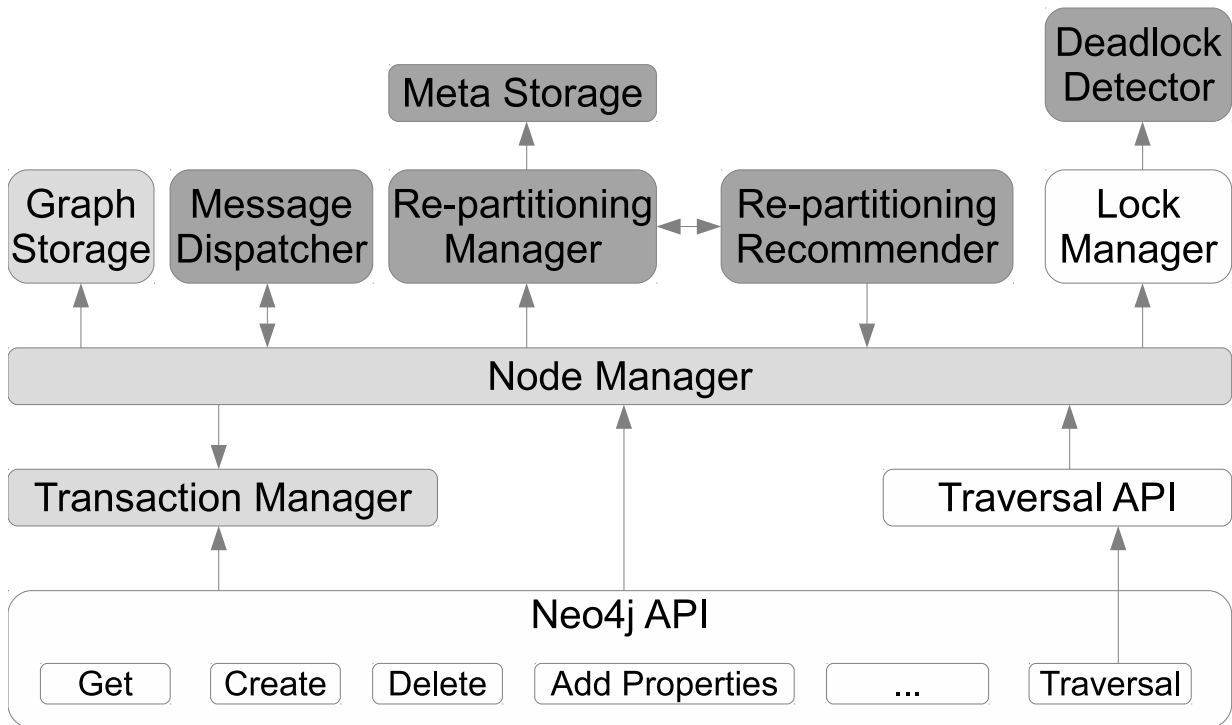 Deadlock
Detector
Meta Storage
Graph
Storage
Message
Dispatcher
Re-partitioning
Manager
Re-partitioning
Recommender
Lock
Manager
Node Manager
Transaction Manager
Traversal API
Neo4j API
Get
Create
Delete
Add Properties
...
Traversal